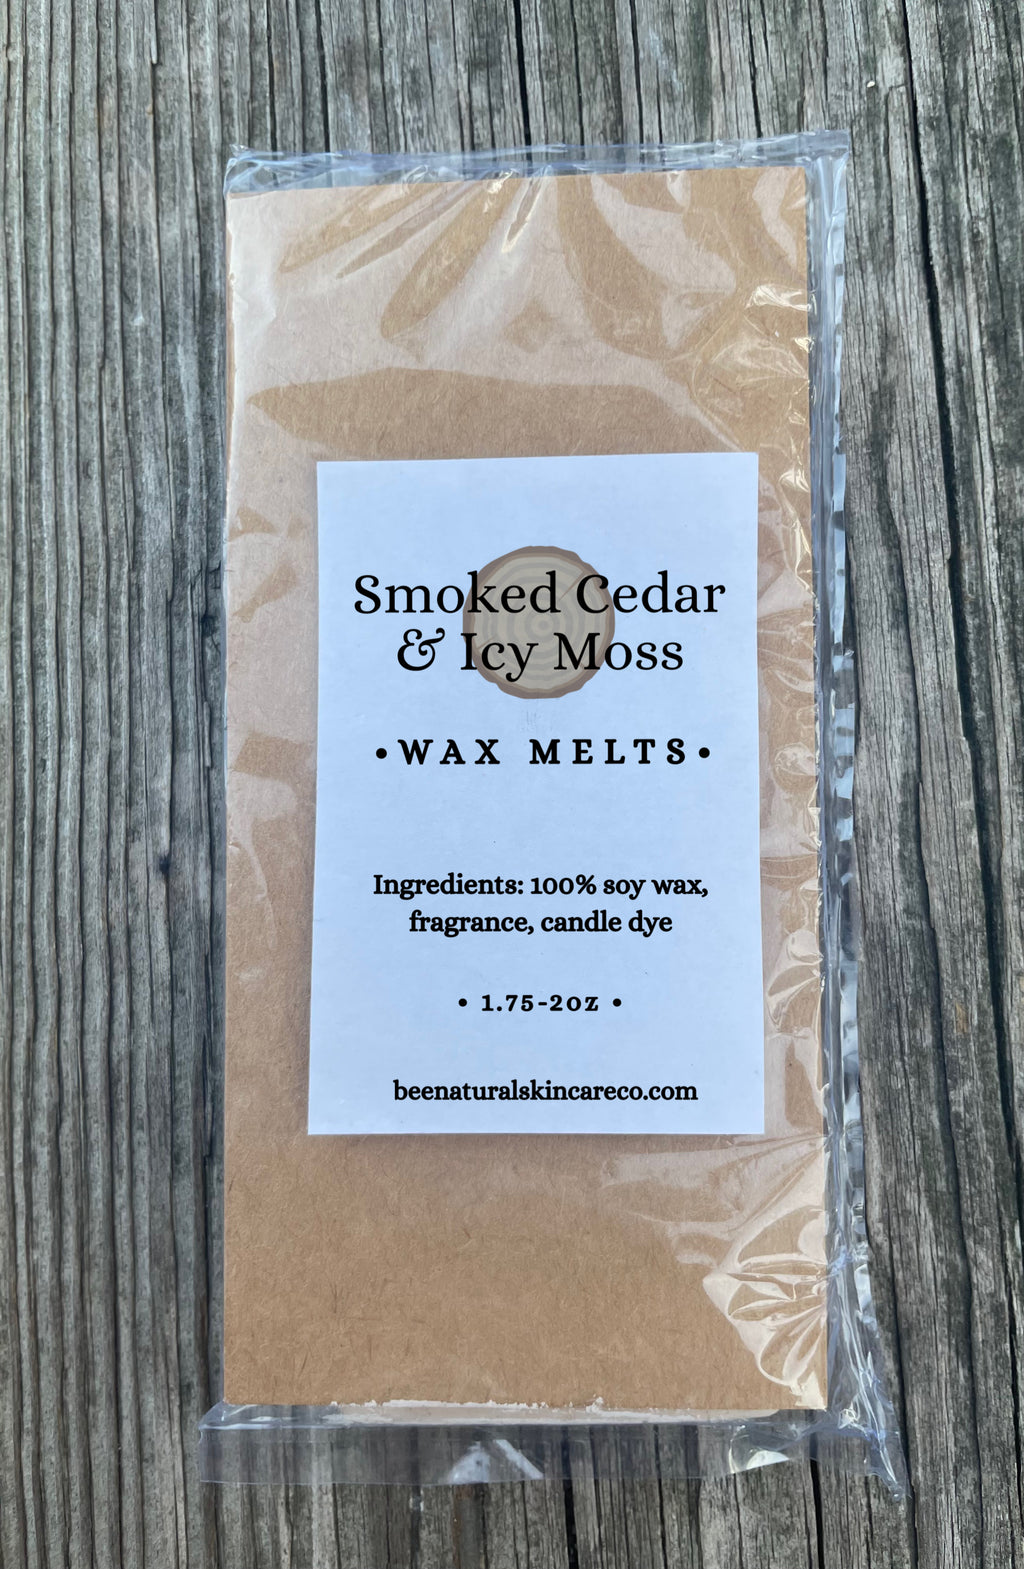 Smoked Cedar
& Icy Moss
•WAX MELTS•
Ingredients: 100% soy wax,
fragrance, candle dye
• 1.75-2oz •
beenaturalskincareco.com